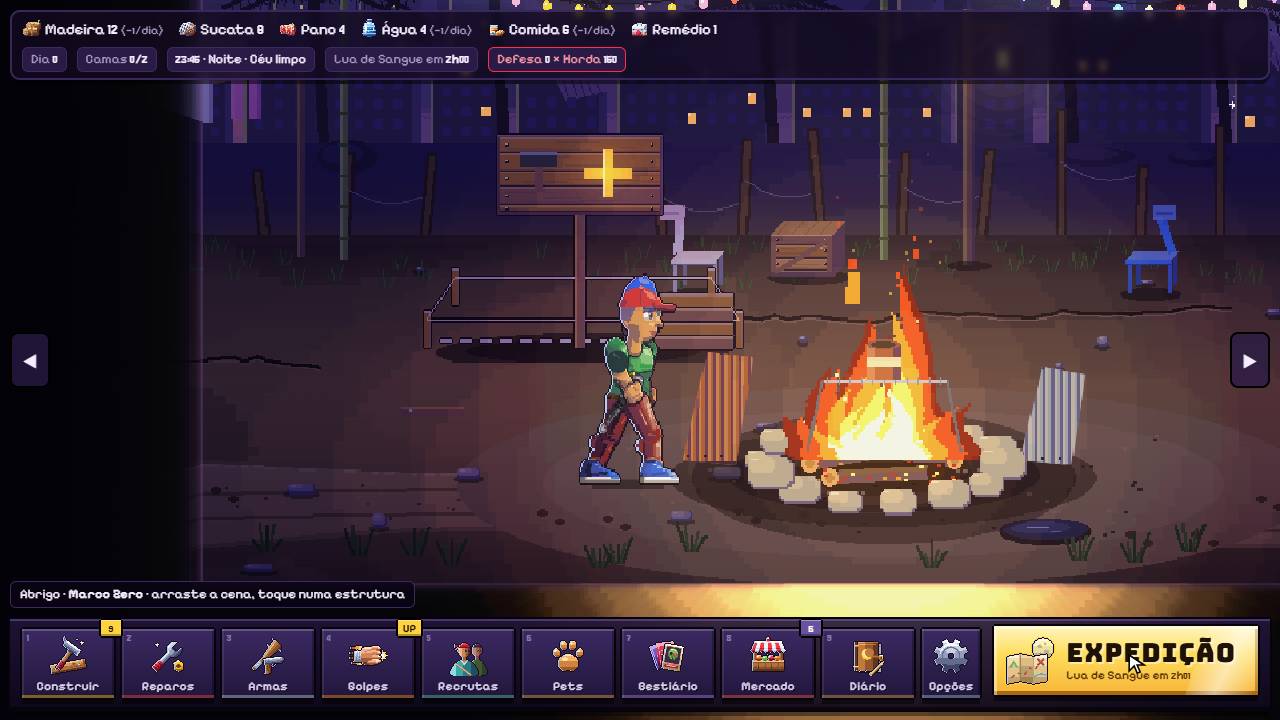 Madeira 12 (-1/dia) Sucata 8 Pano 4 Água 4 (-1/dia) Comida 6 (-1/dia) Remédio 1
Dia 0 Camas 0/2 23:46 · Noite · Céu limpo Lua de Sangue em 2h00 Defesa 0 × Horda 160
◀ ▶
Abrigo · Marco Zero · arraste a cena, toque numa estrutura
9 UP 6
1 2 3 4 5 6 7 8 9
Construir Reparos Armas Golpes Recrutas Pets Bestiário Mercado Diário Opções
EXPEDIÇÃO
Lua de Sangue em 2h01